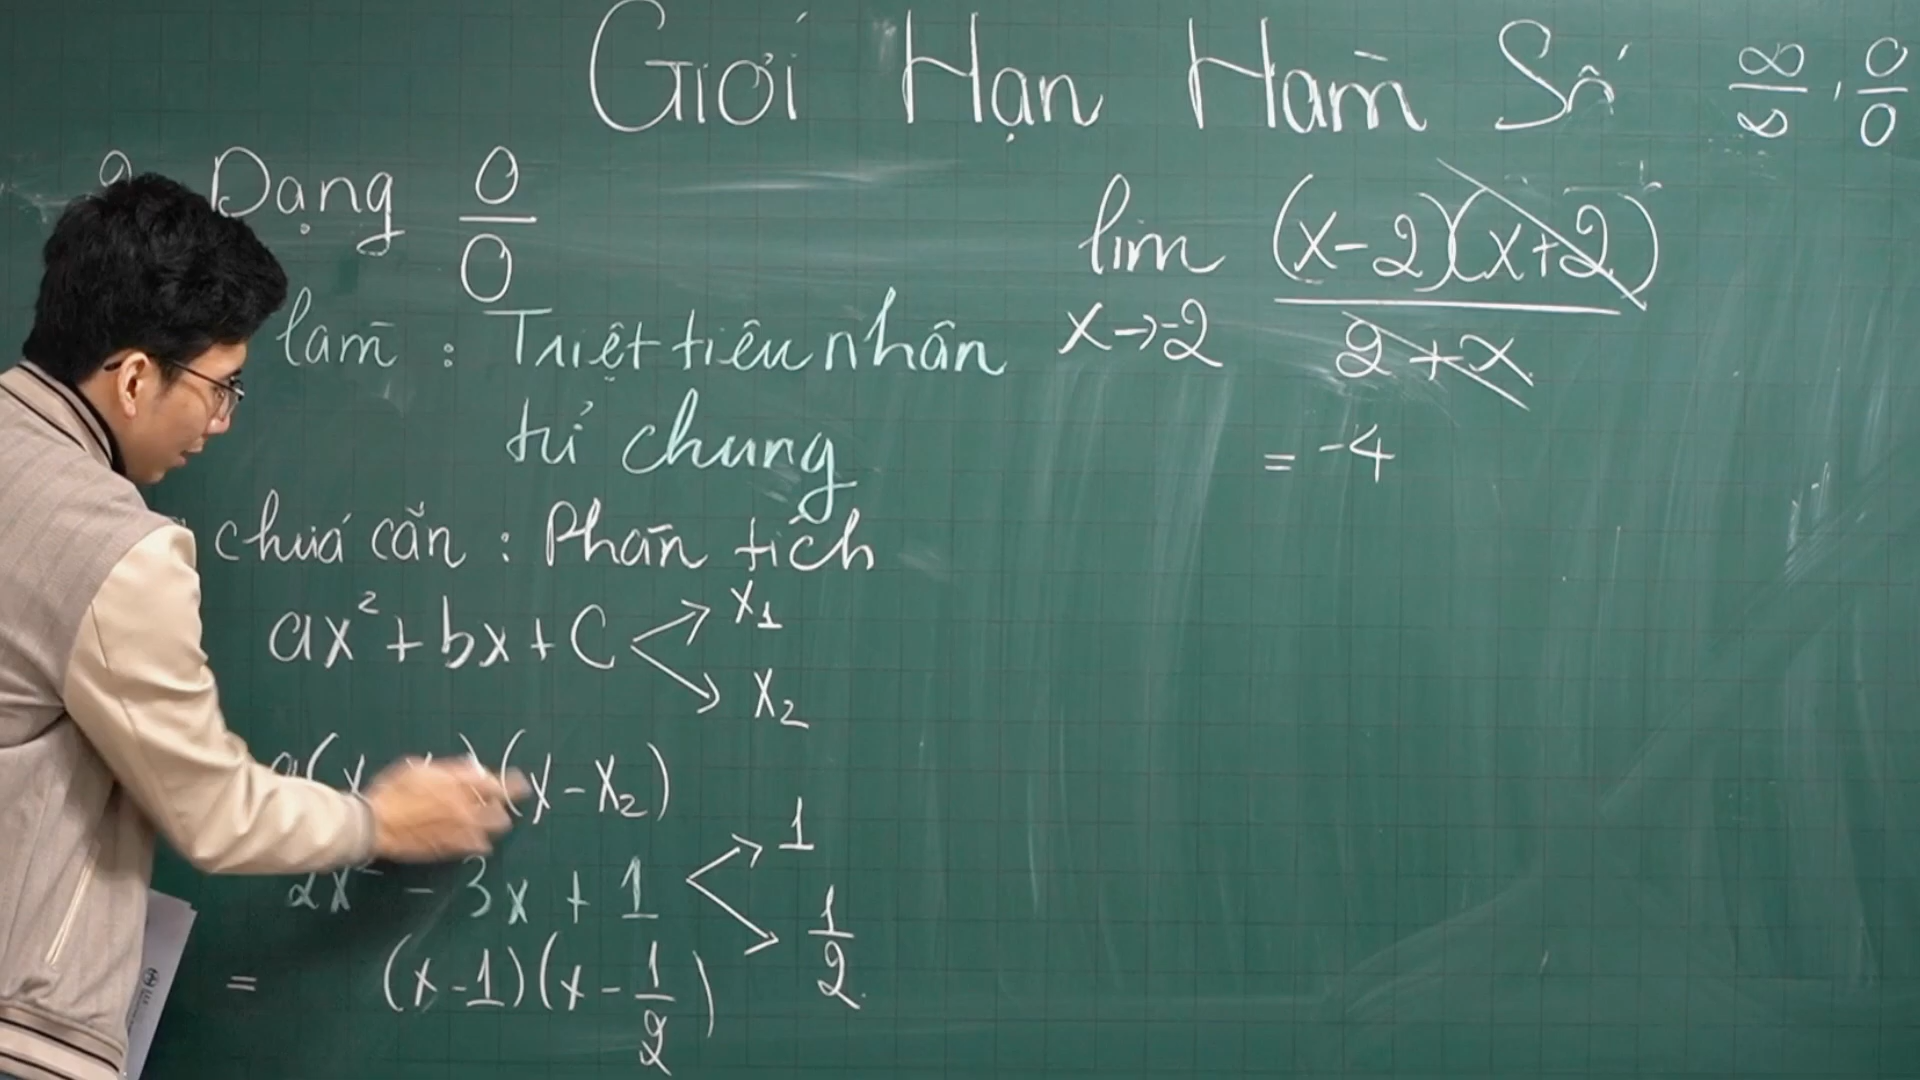 Giới Hạn Hàm Số ∞/∞, 0/0
2. Dạng 0/0
làm : Triệt tiêu nhân
tử chung
chứa căn : Phân tích
ax² + bx + C < x₁
x₂
a(x )(x - x₂)
2x² - 3x + 1 < 1
1/2
= (x-1)(x - 1/2)
lim x→-2 (x-2)(x+2) / 2+x
= -4